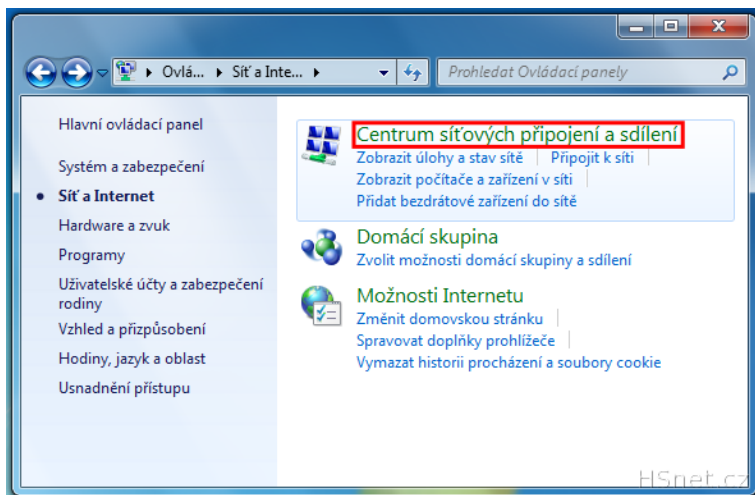 Ovlá... Síť a Inte...
Prohledat Ovládací panely
Hlavní ovládací panel
Systém a zabezpečení
Síť a Internet
Hardware a zvuk
Programy
Uživatelské účty a zabezpečení
rodiny
Vzhled a přizpůsobení
Hodiny, jazyk a oblast
Usnadnění přístupu
Centrum síťových připojení a sdílení
Zobrazit úlohy a stav sítě | Připojit k síti
Zobrazit počítače a zařízení v síti
Přidat bezdrátové zařízení do sítě
Domácí skupina
Zvolit možnosti domácí skupiny a sdílení
Možnosti Internetu
Změnit domovskou stránku
Spravovat doplňky prohlížeče
Vymazat historii procházení a soubory cookie
HSnet.cz